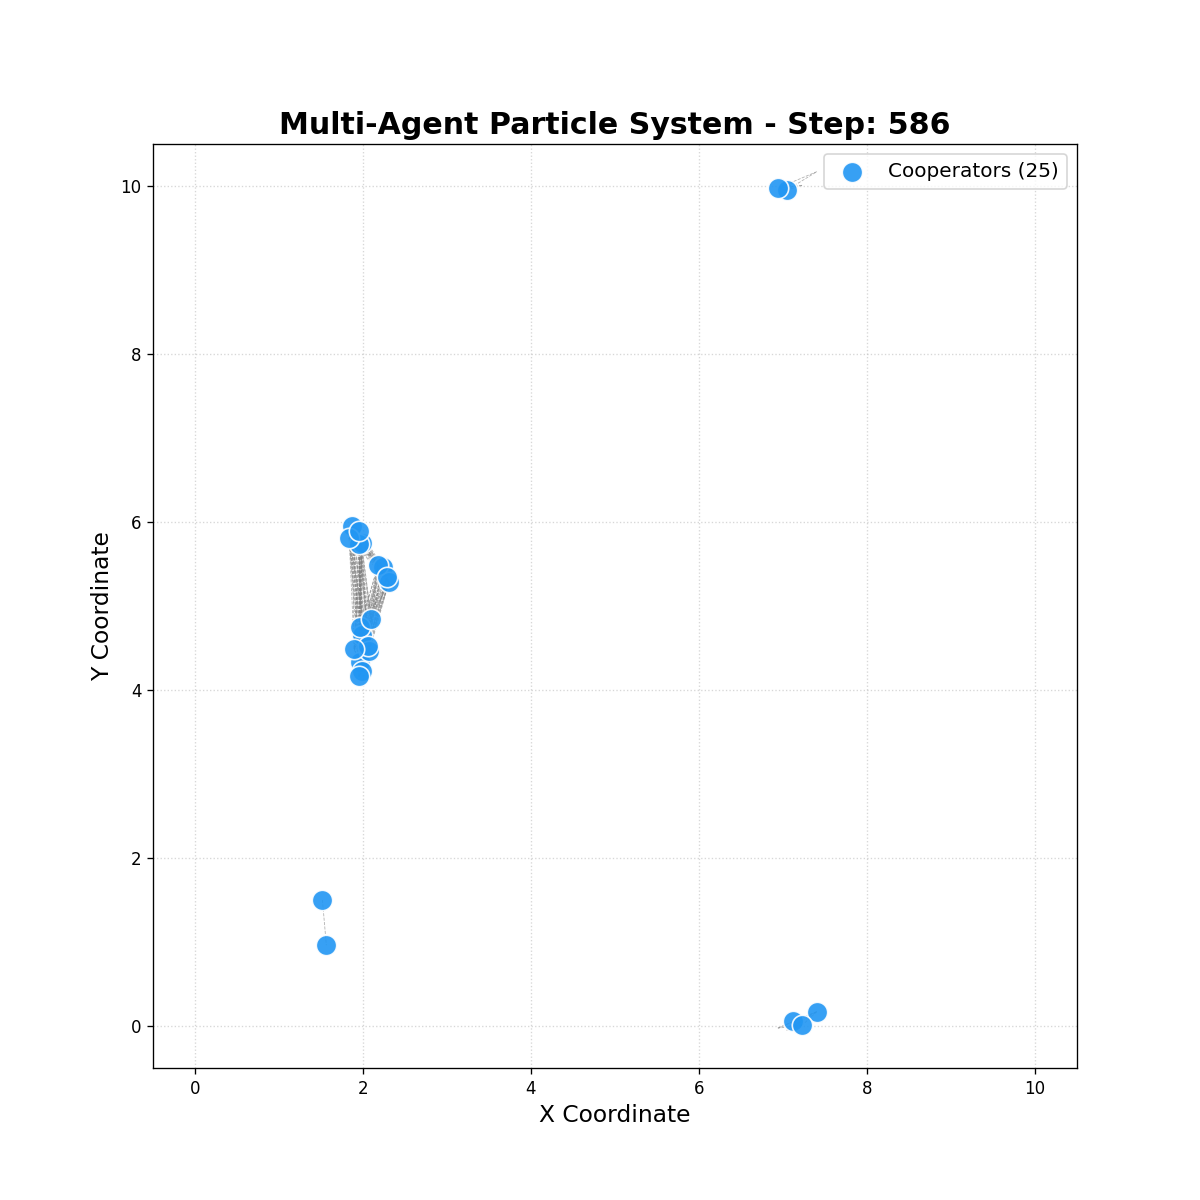 Multi-Agent Particle System - Step: 586
Cooperators (25)
10
8
6
4
2
0
Y Coordinate
0 2 4 6 8 10
X Coordinate